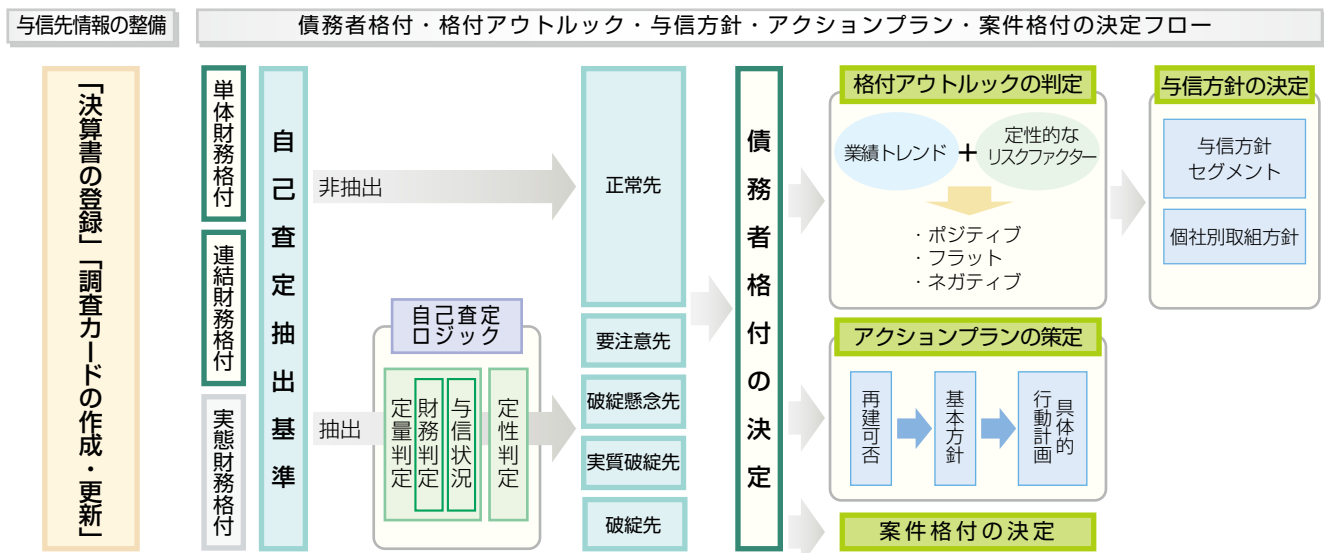 与信先情報の整備
債務者格付・格付アウトルック・与信方針・アクションプラン・案件格付の決定フロー
「決算書の登録」「調査カードの作成・更新」
単体財務格付
連結財務格付
実態財務格付
自己査定抽出基準
非抽出
抽出
自己査定
ロジック
定量判定
財務判定
与信状況
定性判定
正常先
要注意先
破綻懸念先
実質破綻先
破綻先
債務者格付の決定
格付アウトルックの判定
業績トレンド
+
定性的な
リスクファクター
・ポジティブ
・フラット
・ネガティブ
アクションプランの策定
再建可否
基本方針
具体的
行動計画
案件格付の決定
与信方針の決定
与信方針
セグメント
個社別取組方針